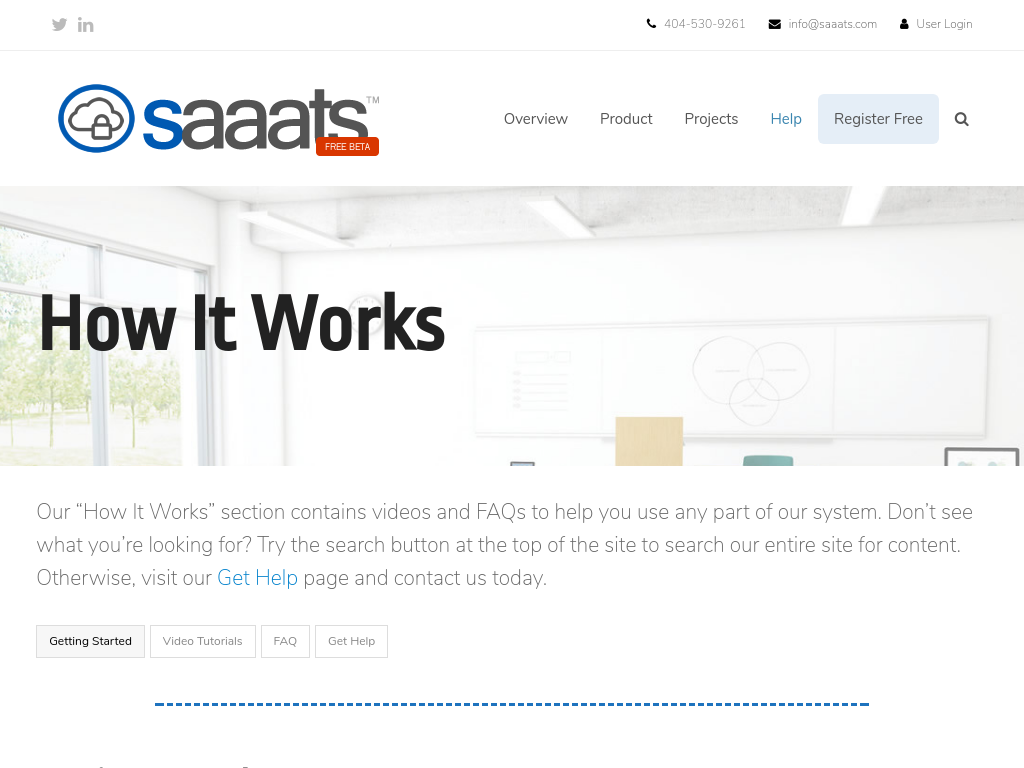 404-530-9261 info@saaats.com User Login
saaats™
FREE BETA
Overview Product Projects Help Register Free
How It Works
Our “How It Works” section contains videos and FAQs to help you use any part of our system. Don’t see
what you’re looking for? Try the search button at the top of the site to search our entire site for content.
Otherwise, visit our Get Help page and contact us today.
Getting Started Video Tutorials FAQ Get Help